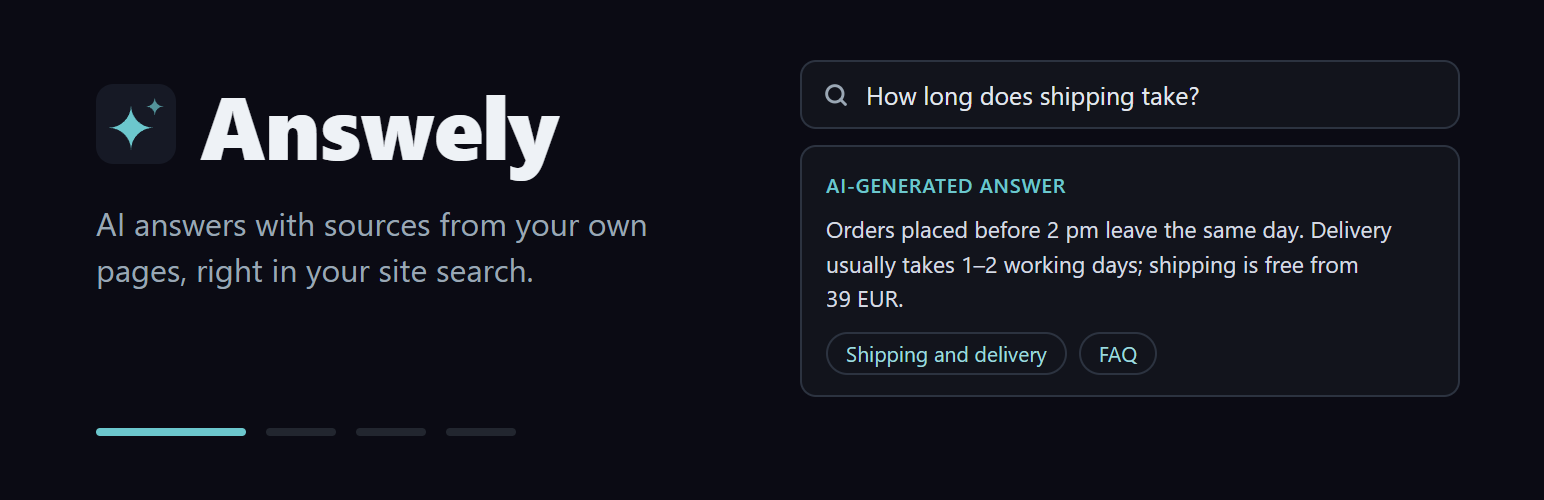 Answely
AI answers with sources from your own
pages, right in your site search.
How long does shipping take?
AI-GENERATED ANSWER
Orders placed before 2 pm leave the same day. Delivery
usually takes 1–2 working days; shipping is free from
39 EUR.
Shipping and delivery
FAQ